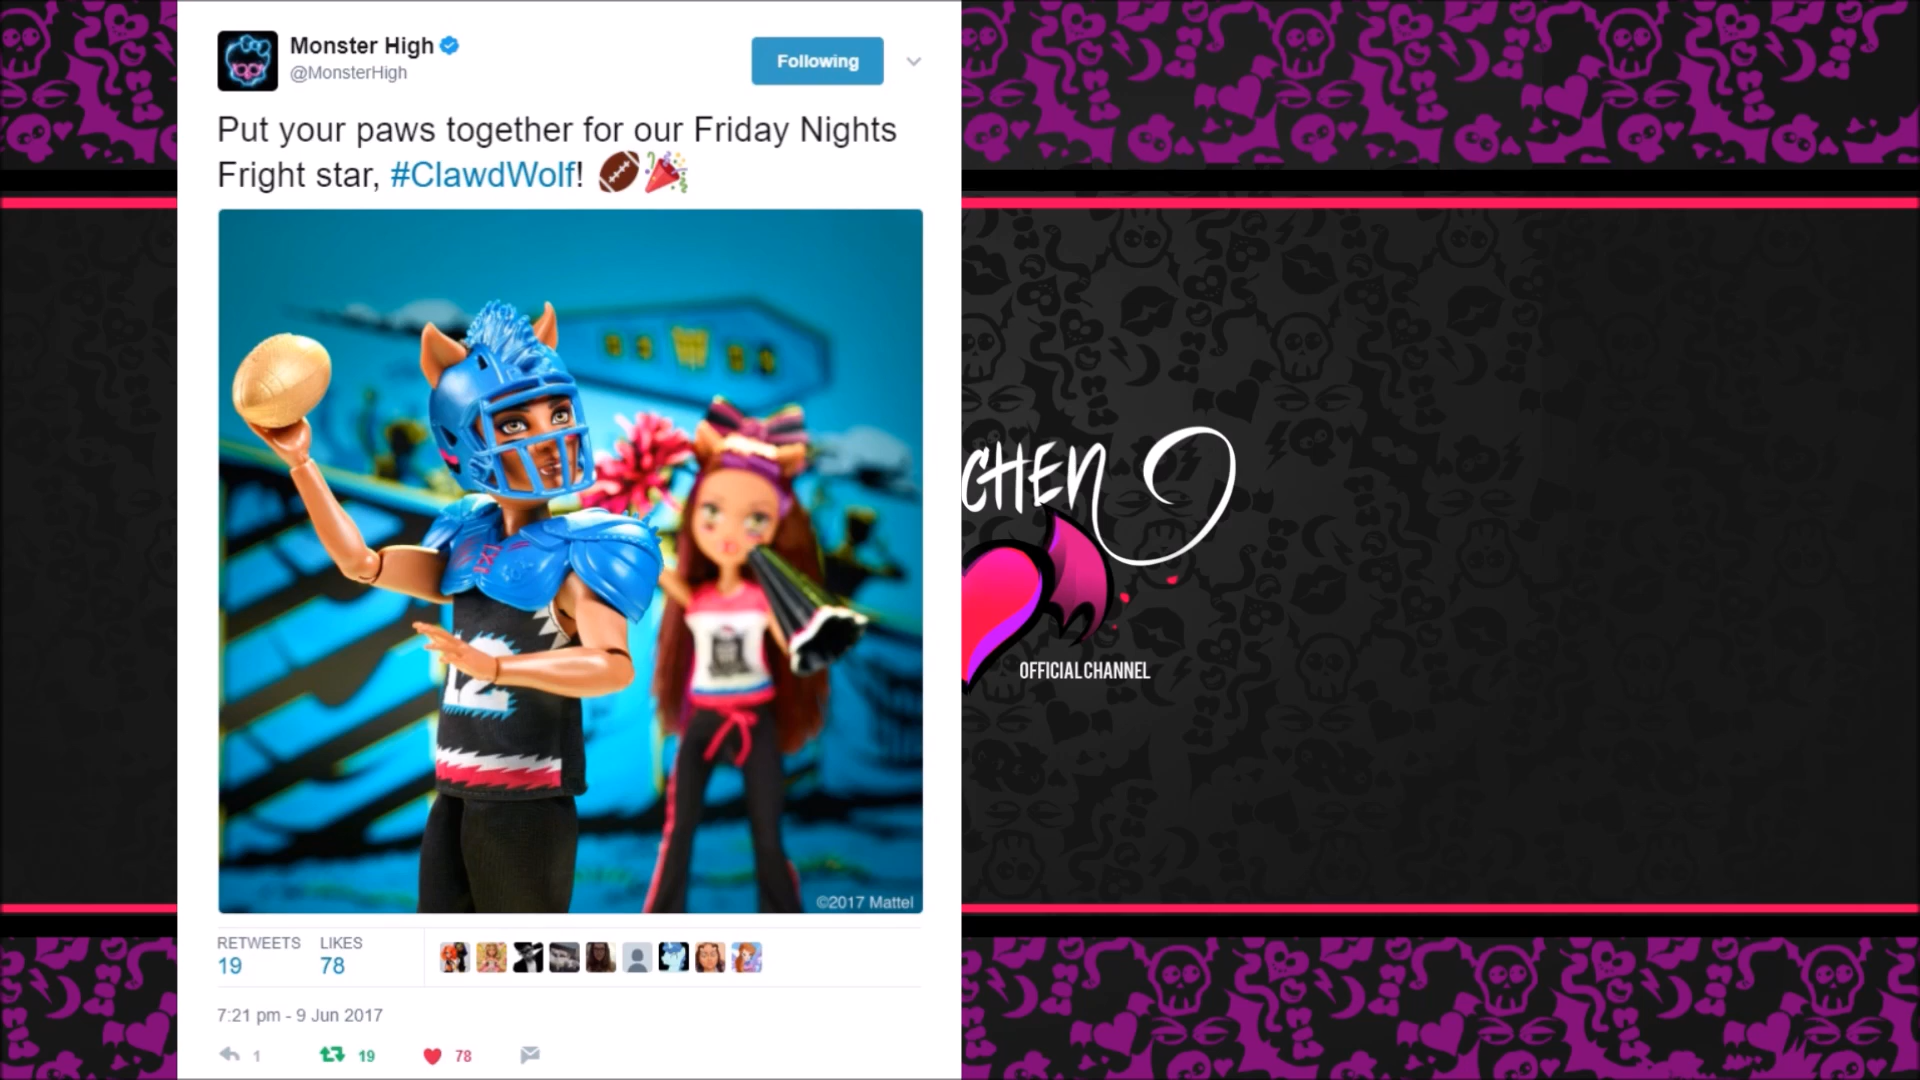 Monster High
@MonsterHigh
Following
Put your paws together for our Friday Nights
Fright star, #ClawdWolf! 🏈🎉
12
©2017 Mattel
RETWEETS LIKES
19 78
7:21 pm - 9 Jun 2017
1 19 78
CHEN
OFFICIAL CHANNEL